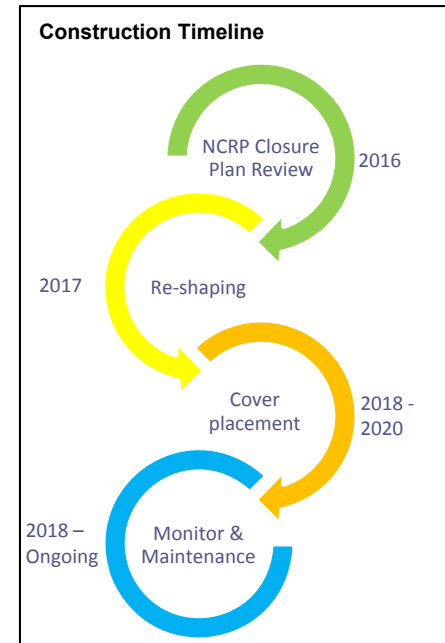 Construction Timeline
NCRP Closure
Plan Review
2016
2017
Re-shaping
Cover
placement
2018 -
2020
2018 –
Ongoing
Monitor &
Maintenance